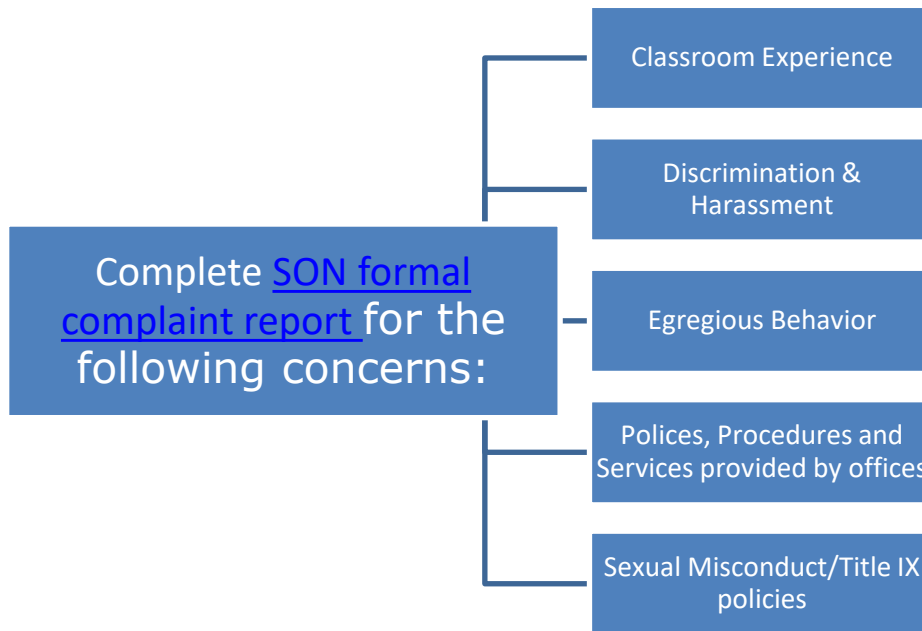 Complete SON formal
complaint report for the
following concerns:
Classroom Experience
Discrimination &
Harassment
Egregious Behavior
Polices, Procedures and
Services provided by offices
Sexual Misconduct/Title IX
policies